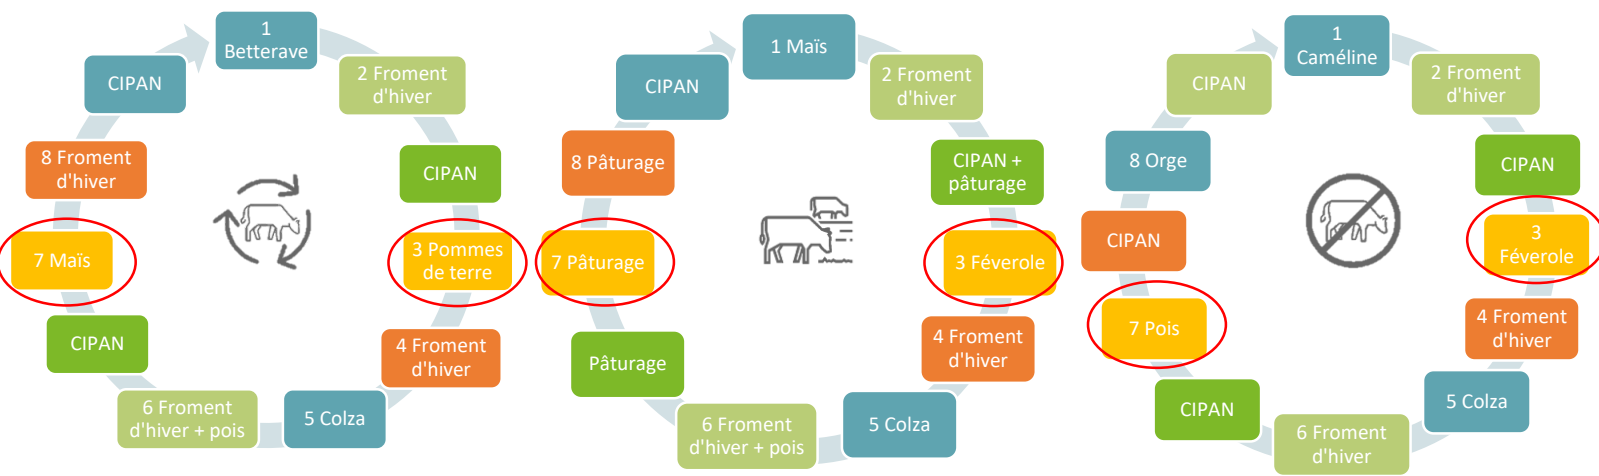 1
Betterave
2 Froment
d'hiver
CIPAN
3 Pommes
de terre
4 Froment
d'hiver
5 Colza
6 Froment
d'hiver + pois
CIPAN
7 Maïs
8 Froment
d'hiver
CIPAN
1 Maïs
2 Froment
d'hiver
CIPAN +
pâturage
3 Féverole
4 Froment
d'hiver
5 Colza
6 Froment
d'hiver + pois
Pâturage
7 Pâturage
8 Pâturage
CIPAN
1
Caméline
2 Froment
d'hiver
CIPAN
3
Féverole
4 Froment
d'hiver
5 Colza
6 Froment
d'hiver
CIPAN
7 Pois
CIPAN
8 Orge
CIPAN